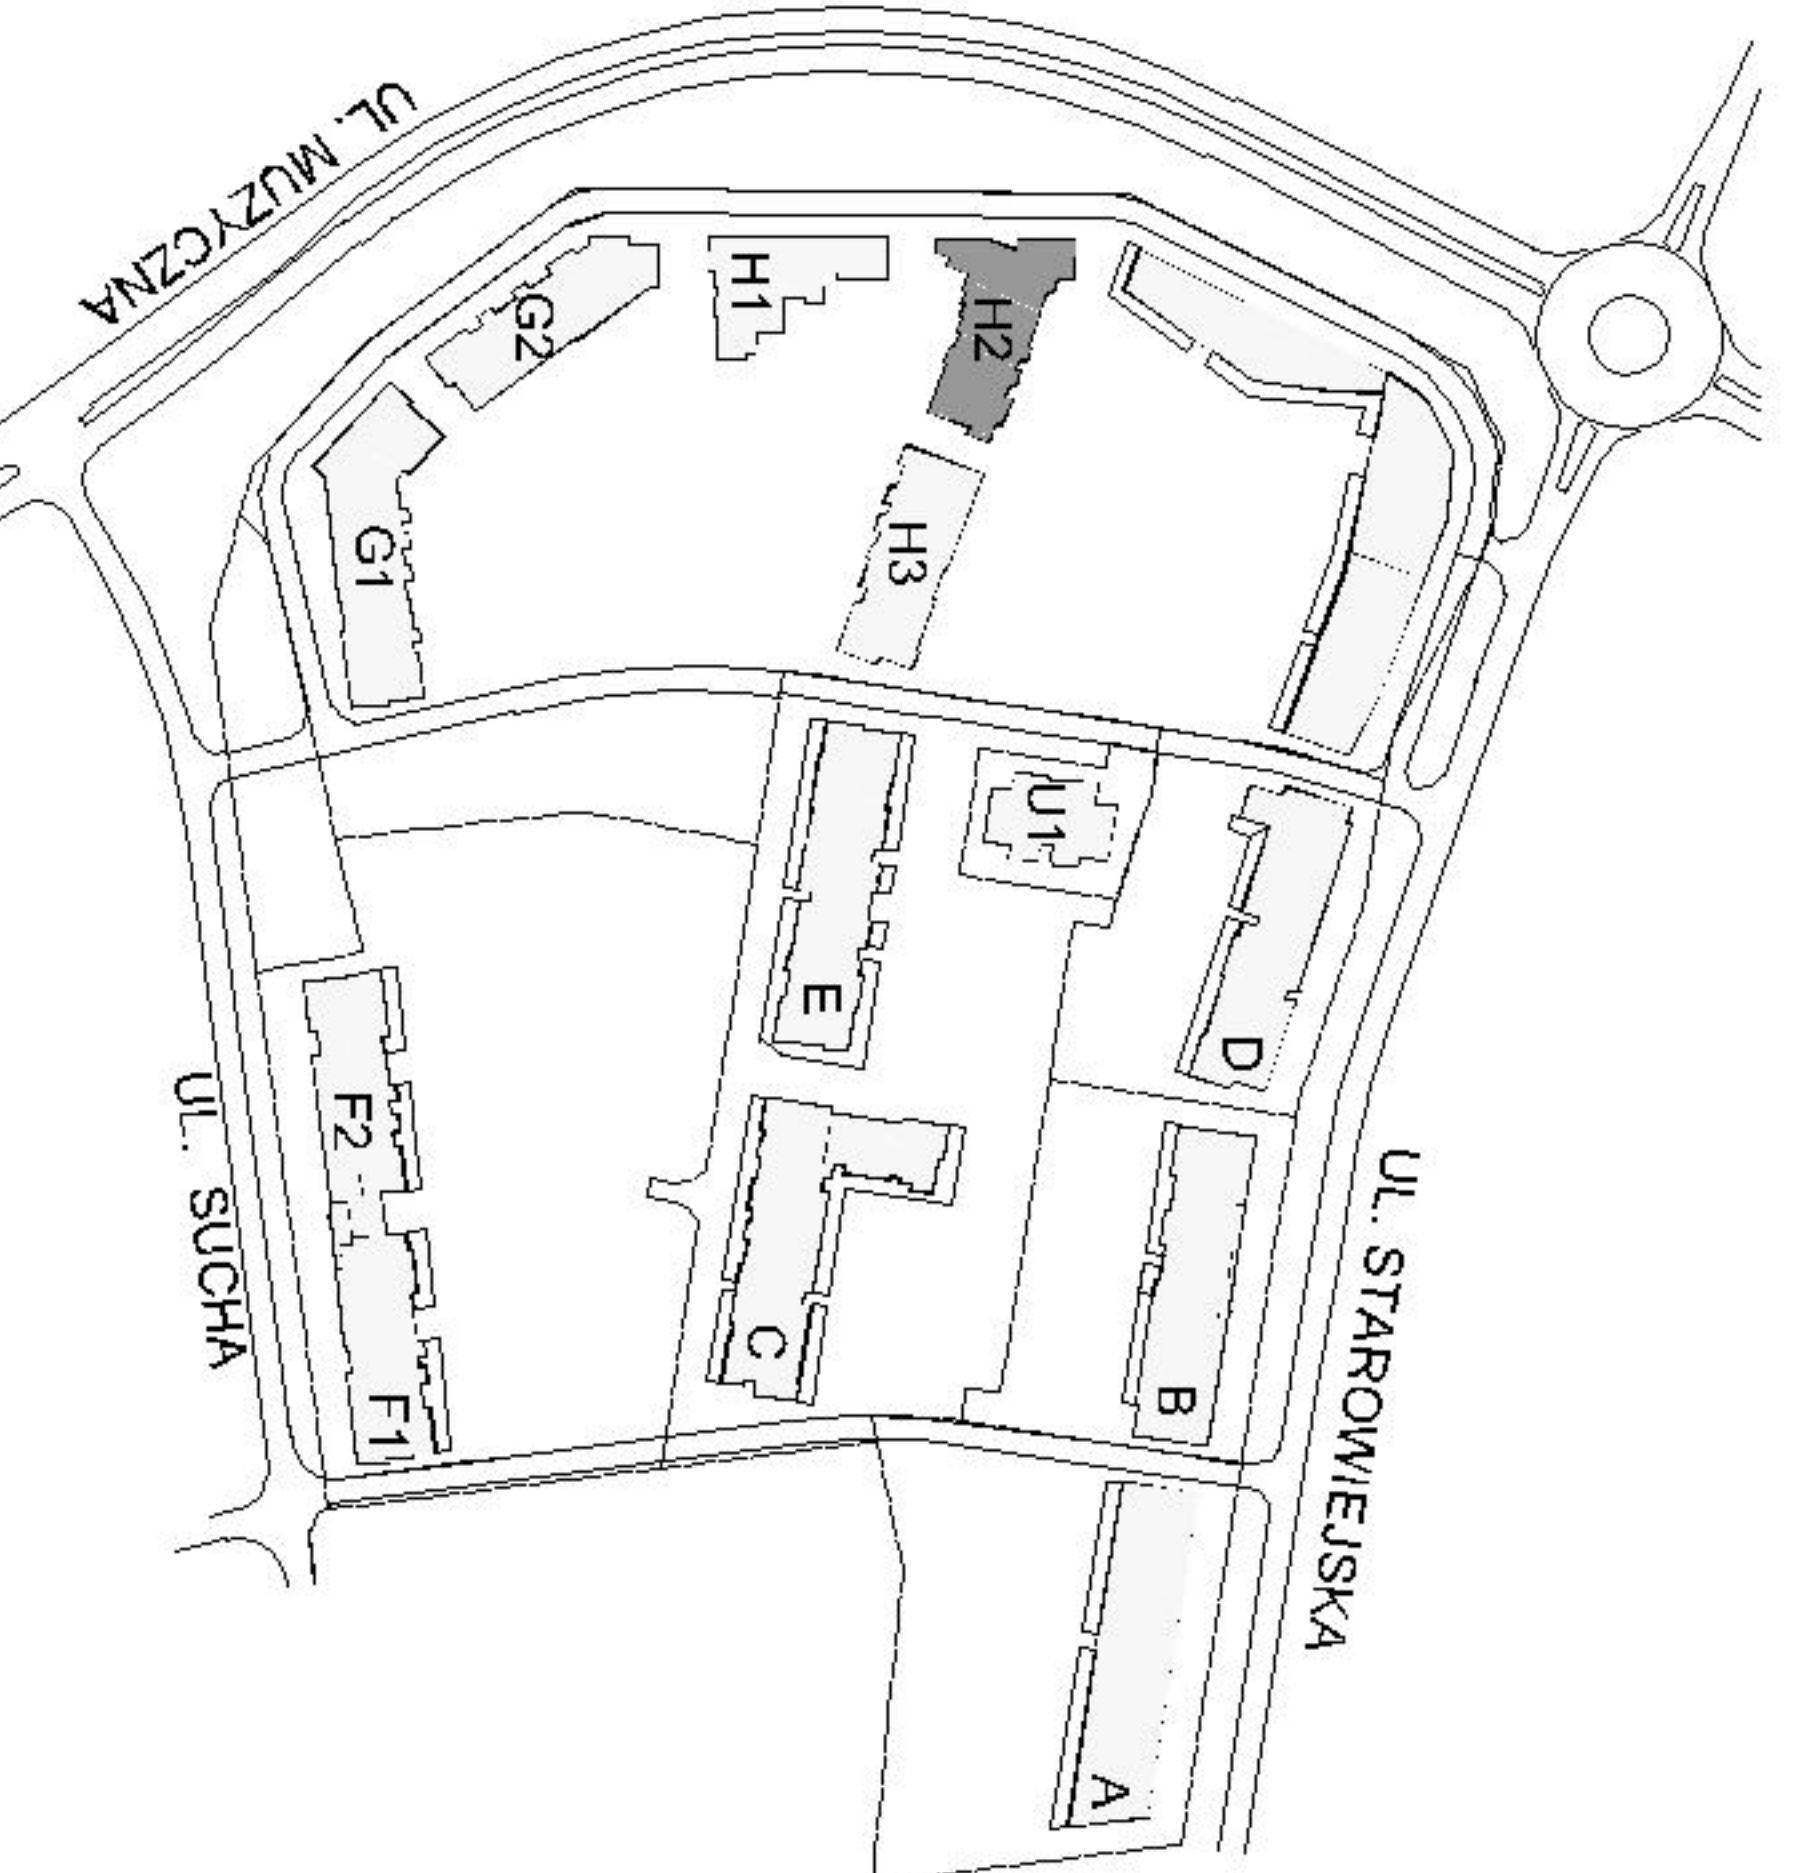 UL. MUZYCZNA
G2
H1
H2
G1
H3
U1
E
D
F2
C
B
F1
A
UL. SUCHA
UL. STAROWIEJSKA